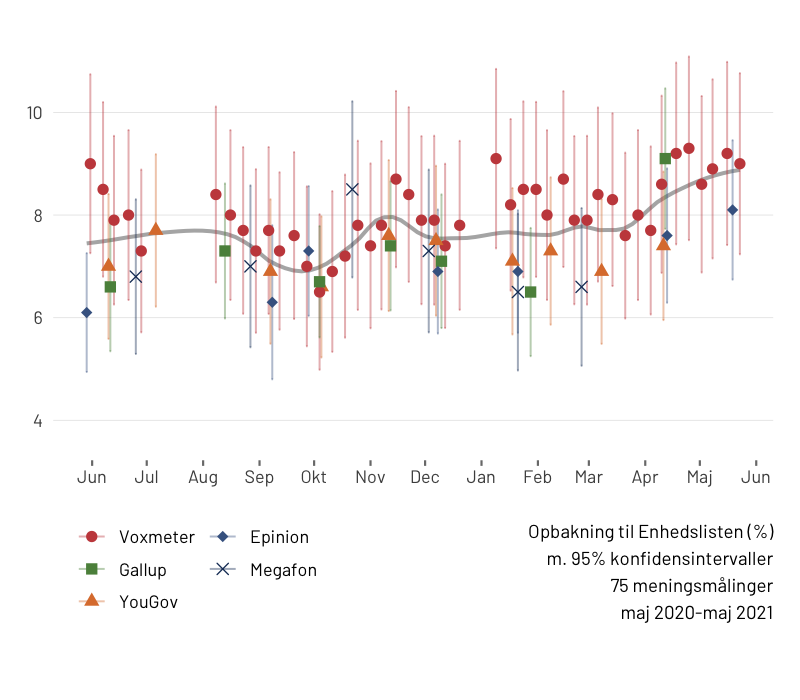 10
8
6
4
Jun Jul Aug Sep Okt Nov Dec Jan Feb Mar Apr Maj Jun
Voxmeter Epinion
Gallup Megafon
YouGov
Opbakning til Enhedslisten (%)
m. 95% konfidensintervaller
75 meningsmålinger
maj 2020-maj 2021